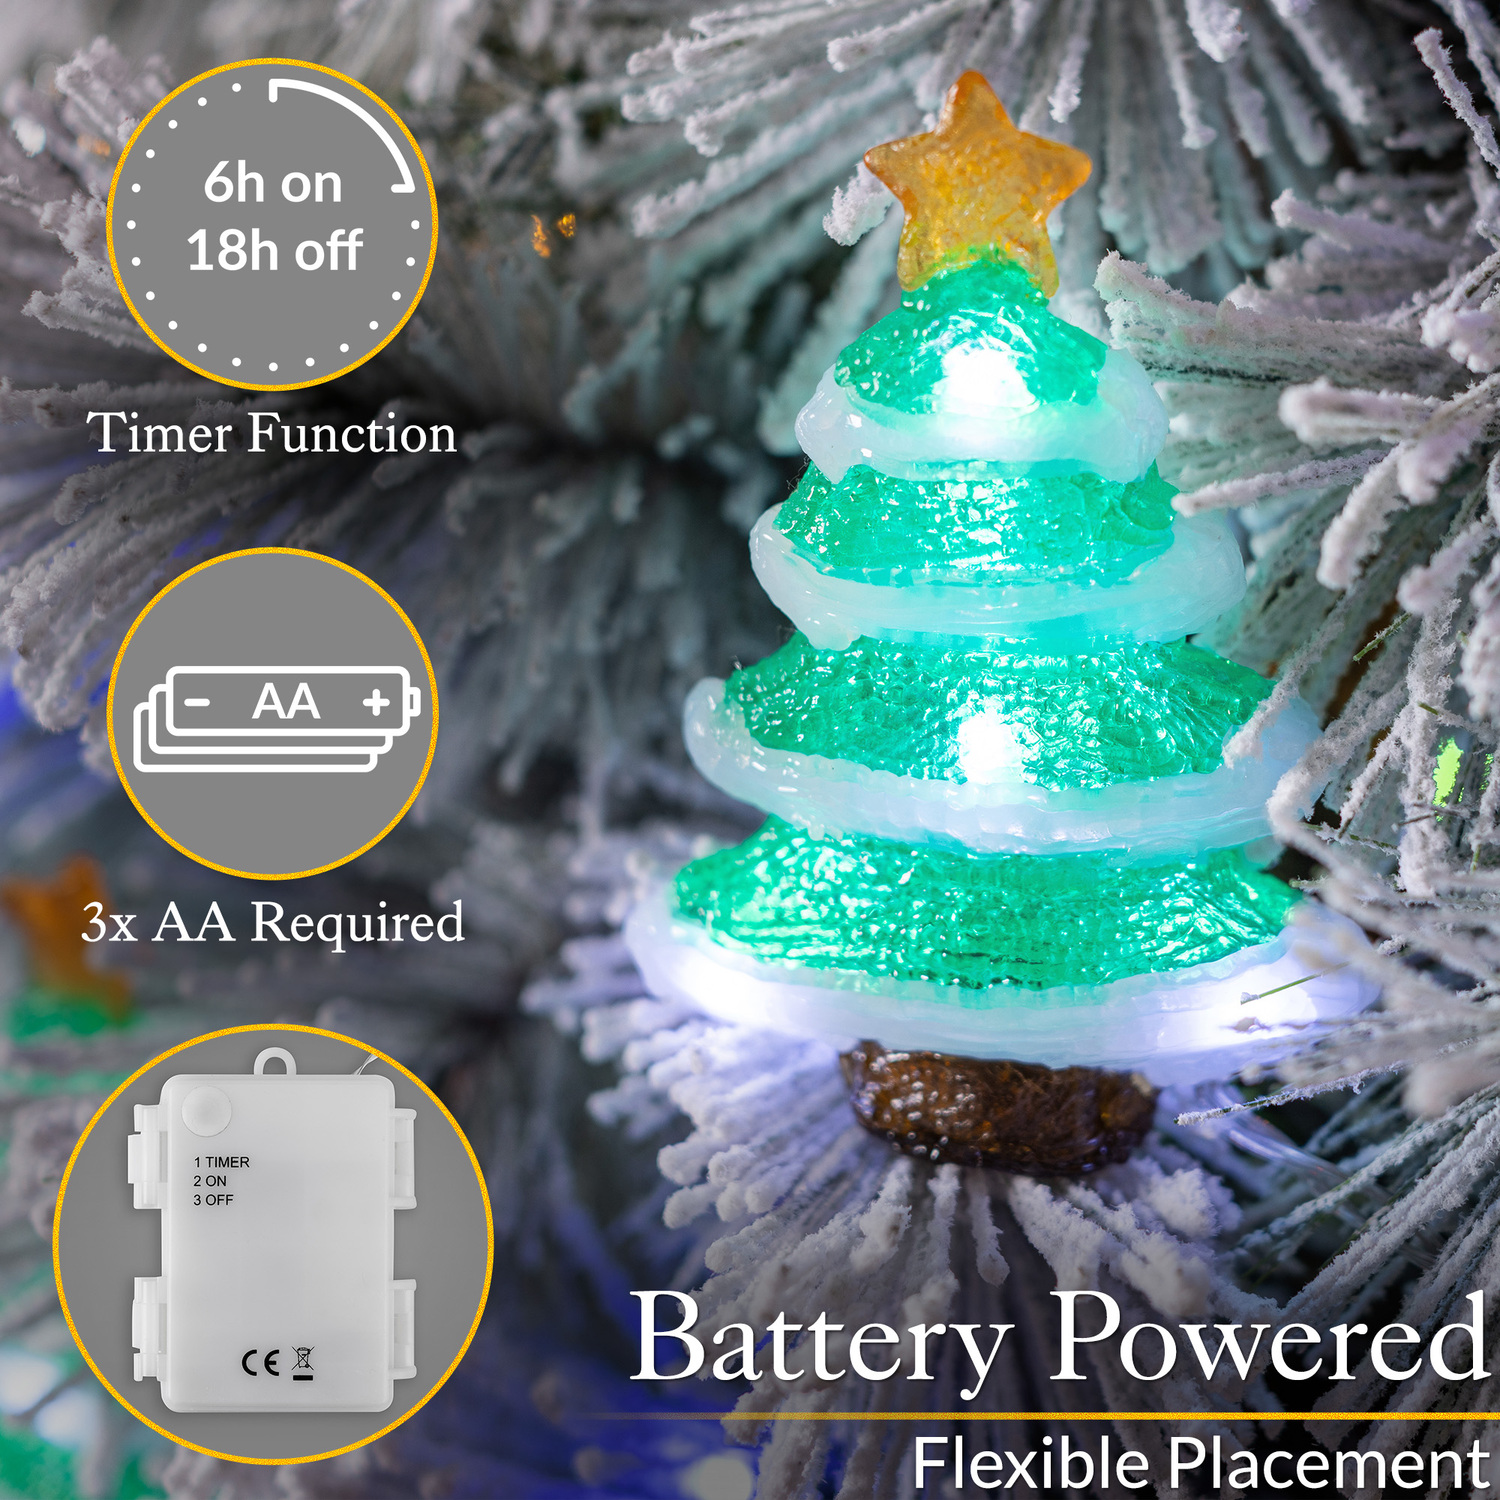 6h on
18h off
Timer Function
- AA +
3x AA Required
1 TIMER
2 ON
3 OFF
CE
Battery Powered
Flexible Placement